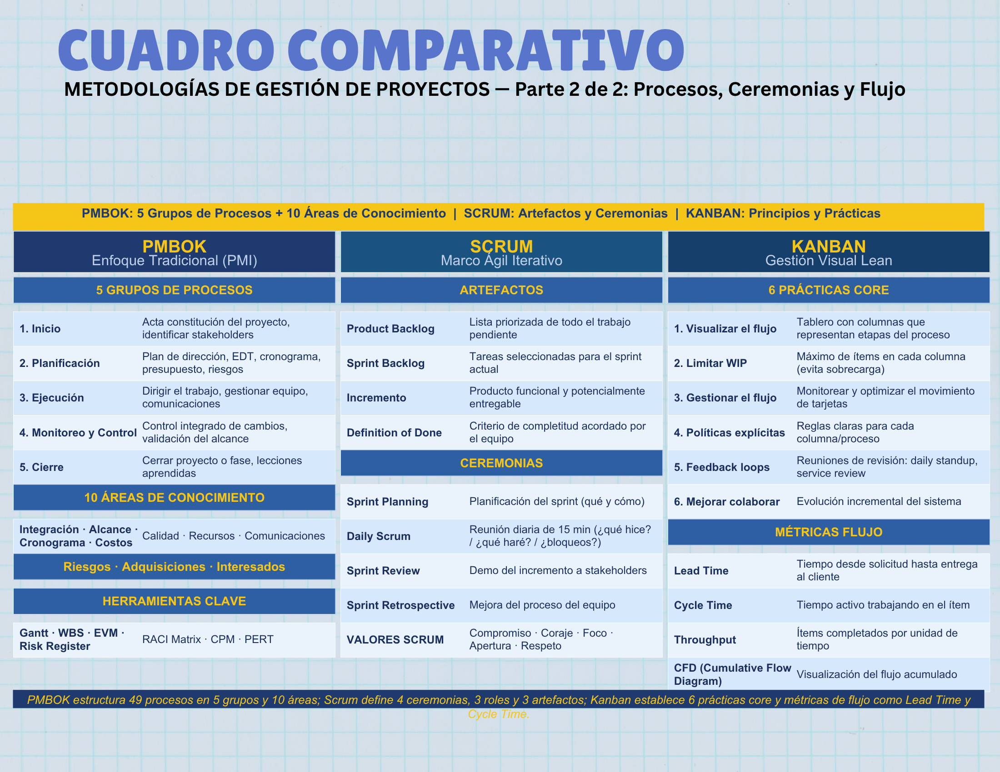 CUADRO COMPARATIVO
METODOLOGÍAS DE GESTIÓN DE PROYECTOS — Parte 2 de 2: Procesos, Ceremonias y Flujo
PMBOK: 5 Grupos de Procesos + 10 Áreas de Conocimiento | SCRUM: Artefactos y Ceremonias | KANBAN: Principios y Prácticas
PMBOK
Enfoque Tradicional (PMI)
5 GRUPOS DE PROCESOS
1. Inicio
Acta constitución del proyecto,
identificar stakeholders
2. Planificación
Plan de dirección, EDT, cronograma,
presupuesto, riesgos
3. Ejecución
Dirigir el trabajo, gestionar equipo,
comunicaciones
4. Monitoreo y Control
Control integrado de cambios,
validación del alcance
5. Cierre
Cerrar proyecto o fase, lecciones
aprendidas
10 ÁREAS DE CONOCIMIENTO
Integración · Alcance ·
Cronograma · Costos
Calidad · Recursos · Comunicaciones
Riesgos · Adquisiciones · Interesados
HERRAMIENTAS CLAVE
Gantt · WBS · EVM ·
Risk Register
RACI Matrix · CPM · PERT
SCRUM
Marco Ágil Iterativo
ARTEFACTOS
Product Backlog
Lista priorizada de todo el trabajo
pendiente
Sprint Backlog
Tareas seleccionadas para el sprint
actual
Incremento
Producto funcional y potencialmente
entregable
Definition of Done
Criterio de completitud acordado por
el equipo
CEREMONIAS
Sprint Planning
Planificación del sprint (qué y cómo)
Daily Scrum
Reunión diaria de 15 min (¿qué hice?
/ ¿qué haré? / ¿bloqueos?)
Sprint Review
Demo del incremento a stakeholders
Sprint Retrospective
Mejora del proceso del equipo
VALORES SCRUM
Compromiso · Coraje · Foco ·
Apertura · Respeto
KANBAN
Gestión Visual Lean
6 PRÁCTICAS CORE
1. Visualizar el flujo
Tablero con columnas que
representan etapas del proceso
2. Limitar WIP
Máximo de ítems en cada columna
(evita sobrecarga)
3. Gestionar el flujo
Monitorear y optimizar el movimiento
de tarjetas
4. Políticas explícitas
Reglas claras para cada
columna/proceso
5. Feedback loops
Reuniones de revisión: daily standup,
service review
6. Mejorar colaborar
Evolución incremental del sistema
MÉTRICAS FLUJO
Lead Time
Tiempo desde solicitud hasta entrega
al cliente
Cycle Time
Tiempo activo trabajando en el ítem
Throughput
Ítems completados por unidad de
tiempo
CFD (Cumulative Flow
Diagram)
Visualización del flujo acumulado
PMBOK estructura 49 procesos en 5 grupos y 10 áreas; Scrum define 4 ceremonias, 3 roles y 3 artefactos; Kanban establece 6 prácticas core y métricas de flujo como Lead Time y
Cycle Time.